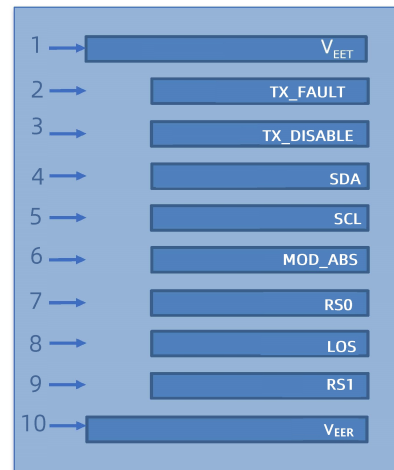 1 VEET
2 TX_FAULT
3 TX_DISABLE
4 SDA
5 SCL
6 MOD_ABS
7 RS0
8 LOS
9 RS1
10 VEER